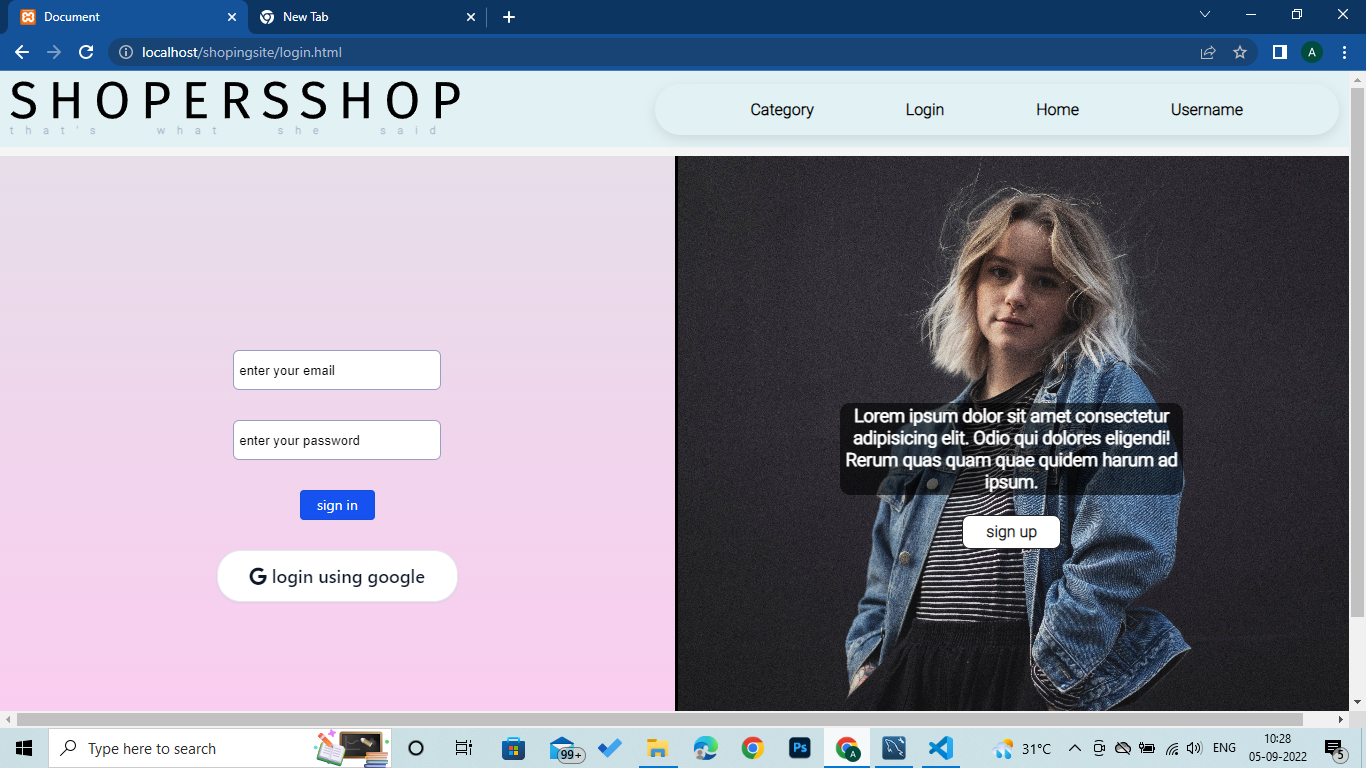 Document
New Tab
localhost/shopingsite/login.html
A
SHOPERSSHOP
that's what she said
Category Login Home Username
enter your email
enter your password
sign in
G login using google
Lorem ipsum dolor sit amet consectetur
adipisicing elit. Odio qui dolores eligendi!
Rerum quas quam quae quidem harum ad
ipsum.
sign up
Type here to search
99+
Ps
A
31°C
ENG
10:28
05-09-2022
5